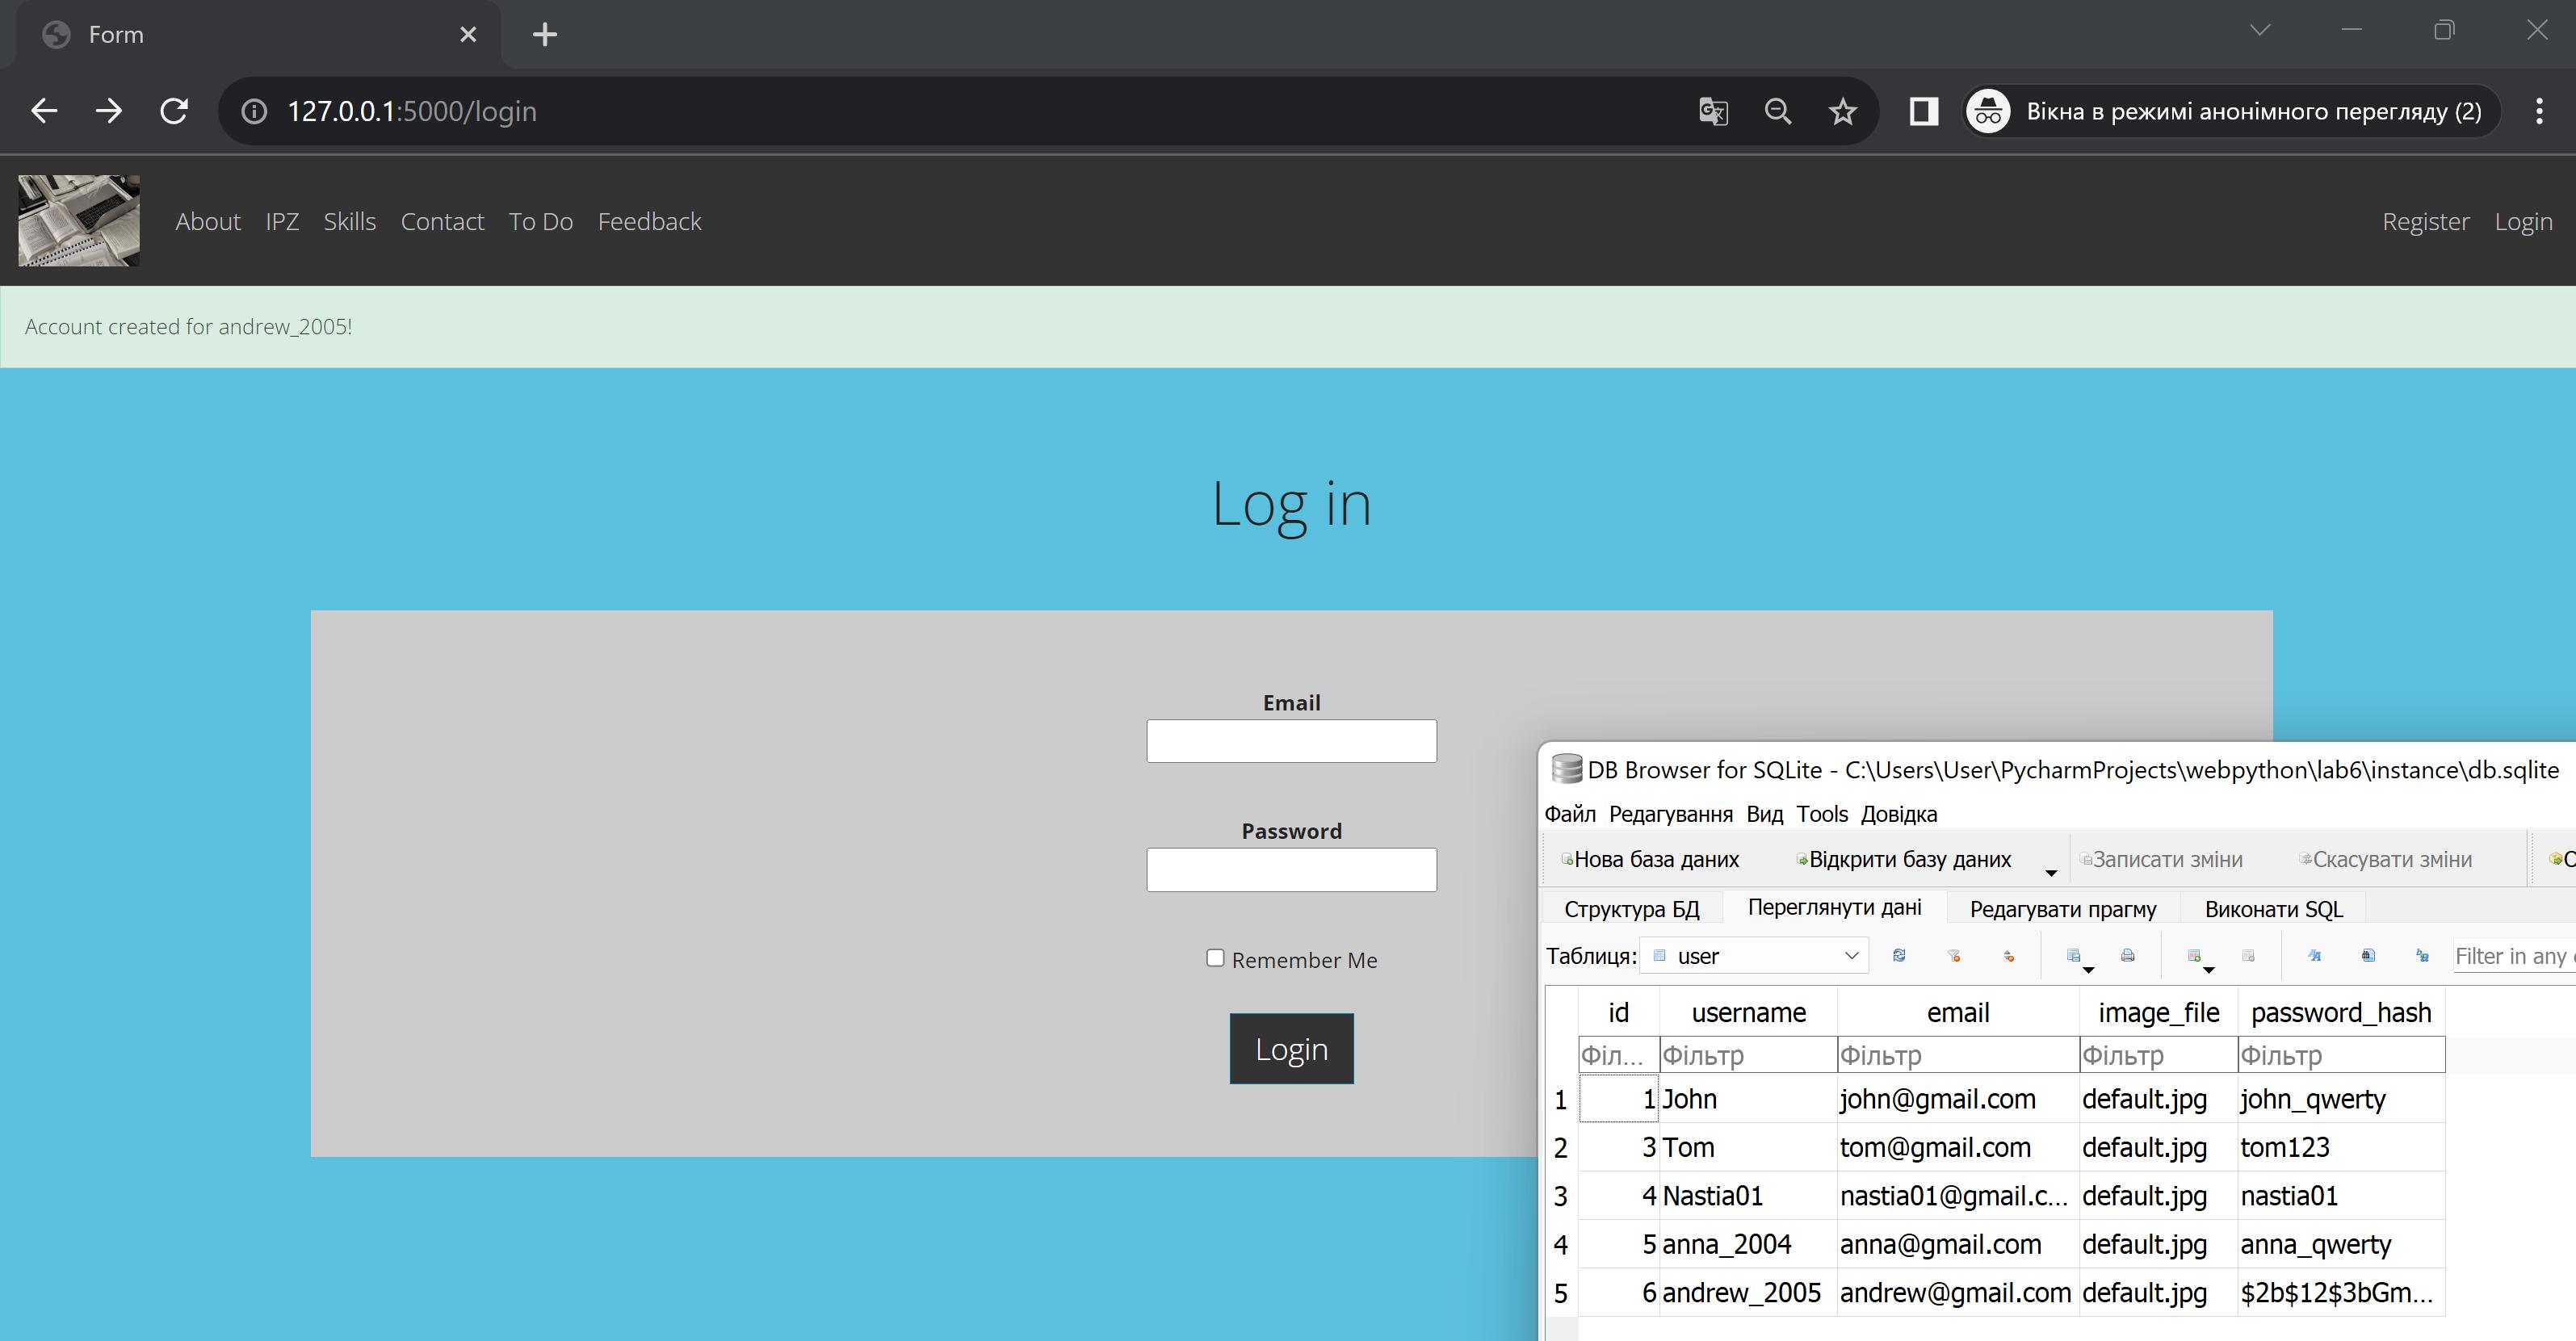 Form
127.0.0.1:5000/login
Вікна в режимі анонімного перегляду (2)
About IPZ Skills Contact To Do Feedback Register Login
Account created for andrew_2005!
Log in
Email
Password
Remember Me
Login
DB Browser for SQLite - C:\Users\User\PycharmProjects\webpython\lab6\instance\db.sqlite
Файл Редагування Вид Tools Довідка
Нова база даних Відкрити базу даних Записати зміни Скасувати зміни
Структура БД Переглянути дані Редагувати прагму Виконати SQL
Таблиця: user Filter in any
id username email image_file password_hash
Філ... Фільтр Фільтр Фільтр Фільтр
1 1 John john@gmail.com default.jpg john_qwerty
2 3 Tom tom@gmail.com default.jpg tom123
3 4 Nastia01 nastia01@gmail.c... default.jpg nastia01
4 5 anna_2004 anna@gmail.com default.jpg anna_qwerty
5 6 andrew_2005 andrew@gmail.com default.jpg $2b$12$3bGm...